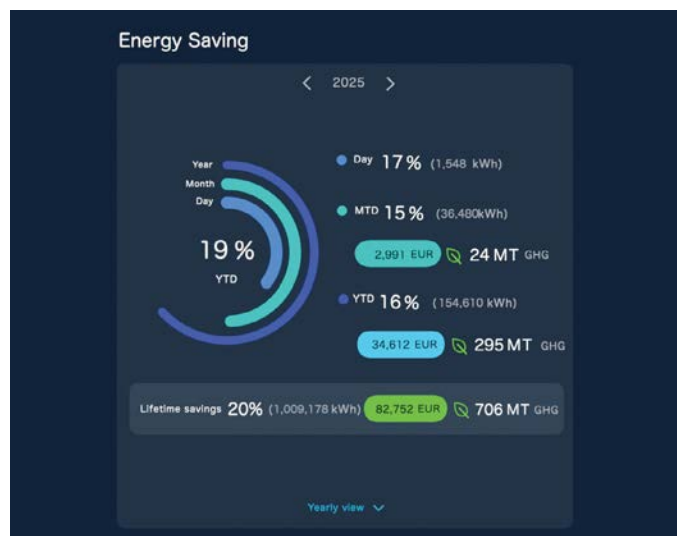 Energy Saving
2025
Year
Month
Day
19%
YTD
Day 17% (1,548 kWh)
MTD 15% (36,480kWh)
2,991 EUR 24 MT GHG
YTD 16% (154,610 kWh)
34,612 EUR 295 MT GHG
Lifetime savings 20% (1,009,178 kWh) 82,752 EUR 706 MT GHG
Yearly view